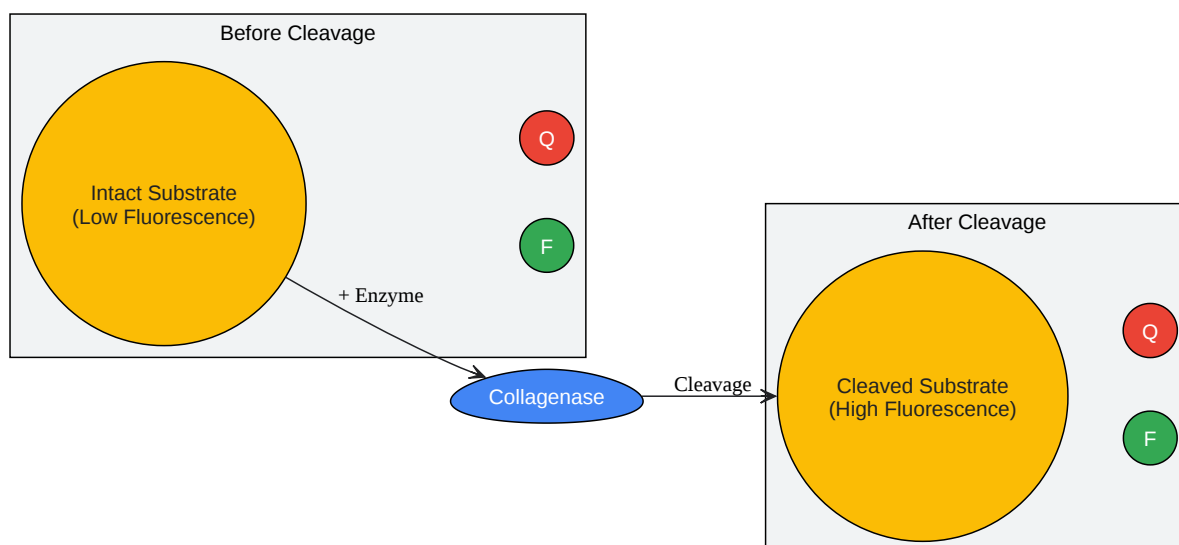 Before Cleavage
Intact Substrate
(Low Fluorescence)
Q
F
+ Enzyme
Collagenase
Cleavage
After Cleavage
Cleaved Substrate
(High Fluorescence)
Q
F